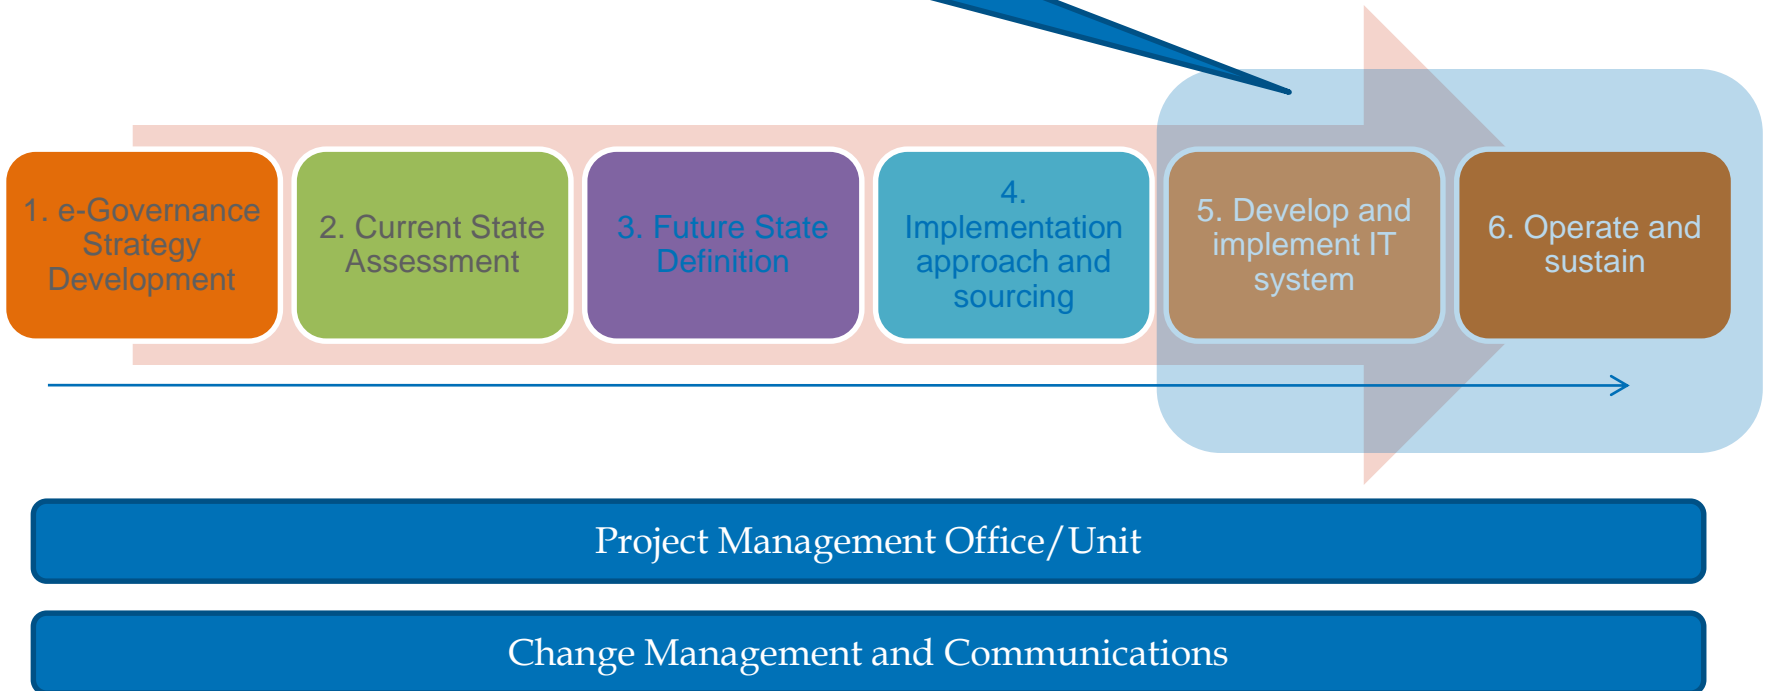 1. e-Governance
Strategy
Development
2. Current State
Assessment
3. Future State
Definition
4.
Implementation
approach and
sourcing
5. Develop and
implement IT
system
6. Operate and
sustain
Project Management Office/Unit
Change Management and Communications